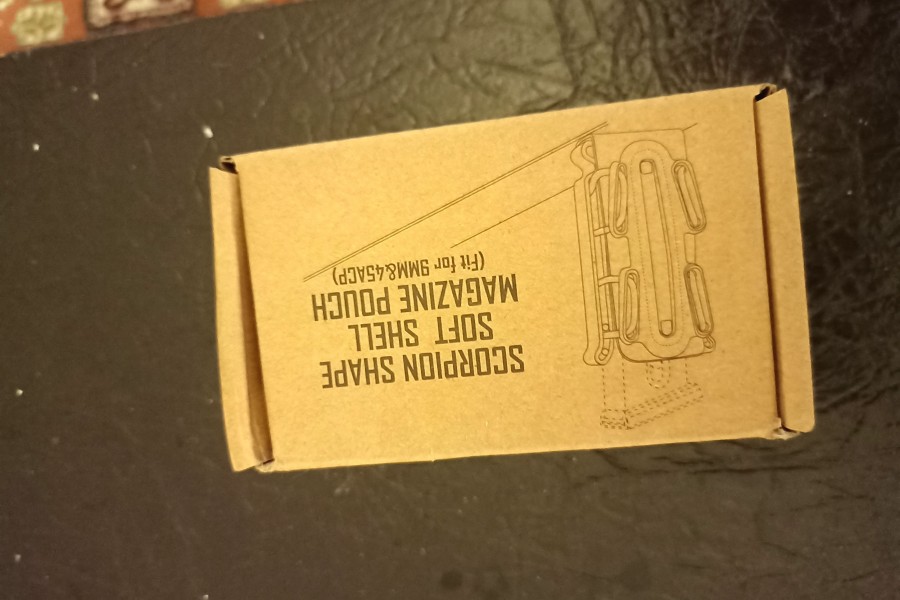 SCORPION SHAPE
SOFT SHELL
MAGAZINE POUCH
(Fit for 9MM&45ACP)